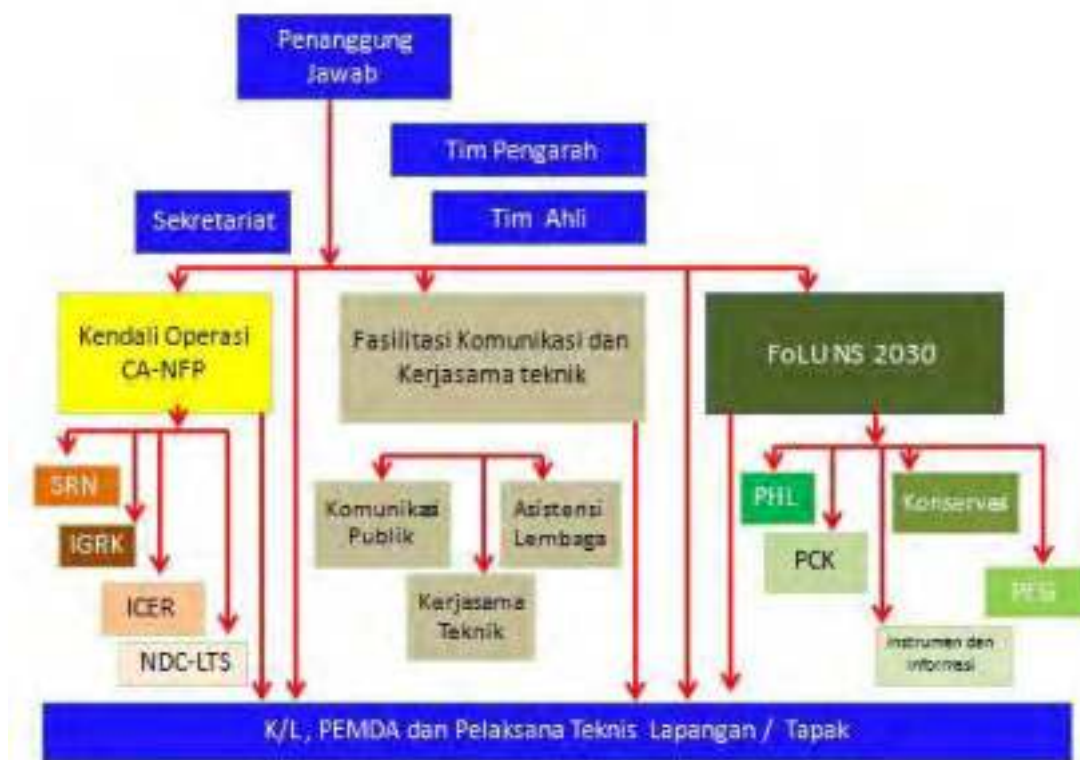 Penanggung
Jawab
Tim Pengarah
Sekretariat
Tim Ahli
Kendali Operasi
CA-NFP
Fasilitasi Komunikasi dan
Kerjasama teknik
FoLU NS 2030
SRN
IGRK
ICER
NDC-LTS
Komunikasi
Publik
Asistensi
Lembaga
Kerjasama
Teknik
PHL
Konservas
PCK
PEG
Instrumen dan
Informasi
K/L, PEMDA dan Pelaksana Teknis Lapangan / Tapak